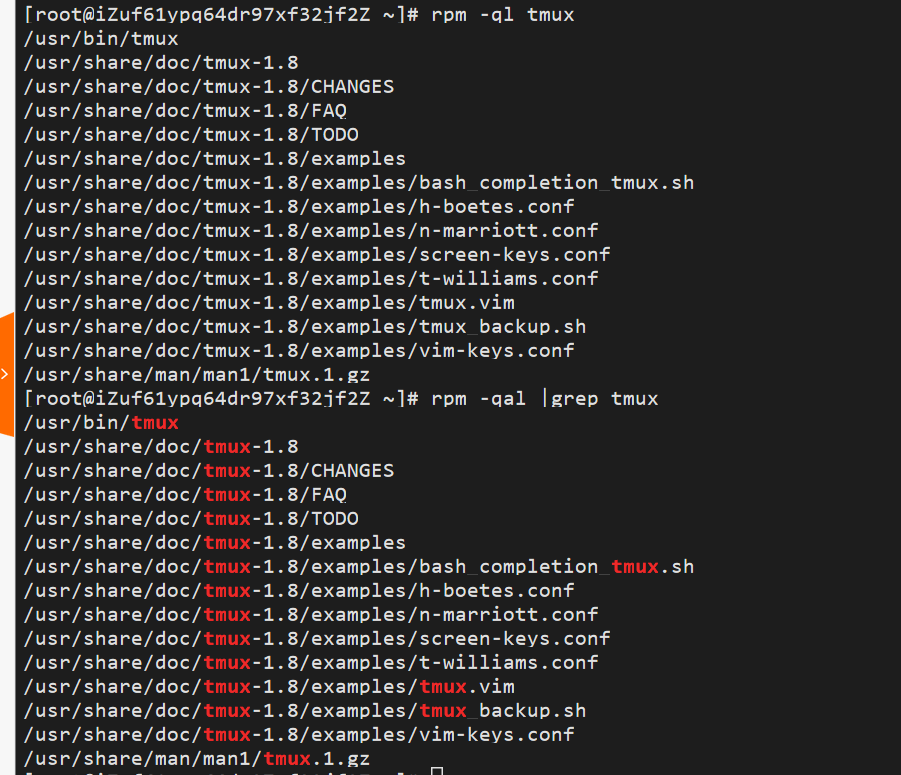 [root@iZuf61ypq64dr97xf32jf2Z ~]# rpm -ql tmux
/usr/bin/tmux
/usr/share/doc/tmux-1.8
/usr/share/doc/tmux-1.8/CHANGES
/usr/share/doc/tmux-1.8/FAQ
/usr/share/doc/tmux-1.8/TODO
/usr/share/doc/tmux-1.8/examples
/usr/share/doc/tmux-1.8/examples/bash_completion_tmux.sh
/usr/share/doc/tmux-1.8/examples/h-boetes.conf
/usr/share/doc/tmux-1.8/examples/n-marriott.conf
/usr/share/doc/tmux-1.8/examples/screen-keys.conf
/usr/share/doc/tmux-1.8/examples/t-williams.conf
/usr/share/doc/tmux-1.8/examples/tmux.vim
/usr/share/doc/tmux-1.8/examples/tmux_backup.sh
/usr/share/doc/tmux-1.8/examples/vim-keys.conf
/usr/share/man/man1/tmux.1.gz
[root@iZuf61ypq64dr97xf32jf2Z ~]# rpm -qal |grep tmux
/usr/bin/tmux
/usr/share/doc/tmux-1.8
/usr/share/doc/tmux-1.8/CHANGES
/usr/share/doc/tmux-1.8/FAQ
/usr/share/doc/tmux-1.8/TODO
/usr/share/doc/tmux-1.8/examples
/usr/share/doc/tmux-1.8/examples/bash_completion_tmux.sh
/usr/share/doc/tmux-1.8/examples/h-boetes.conf
/usr/share/doc/tmux-1.8/examples/n-marriott.conf
/usr/share/doc/tmux-1.8/examples/screen-keys.conf
/usr/share/doc/tmux-1.8/examples/t-williams.conf
/usr/share/doc/tmux-1.8/examples/tmux.vim
/usr/share/doc/tmux-1.8/examples/tmux_backup.sh
/usr/share/doc/tmux-1.8/examples/vim-keys.conf
/usr/share/man/man1/tmux.1.gz